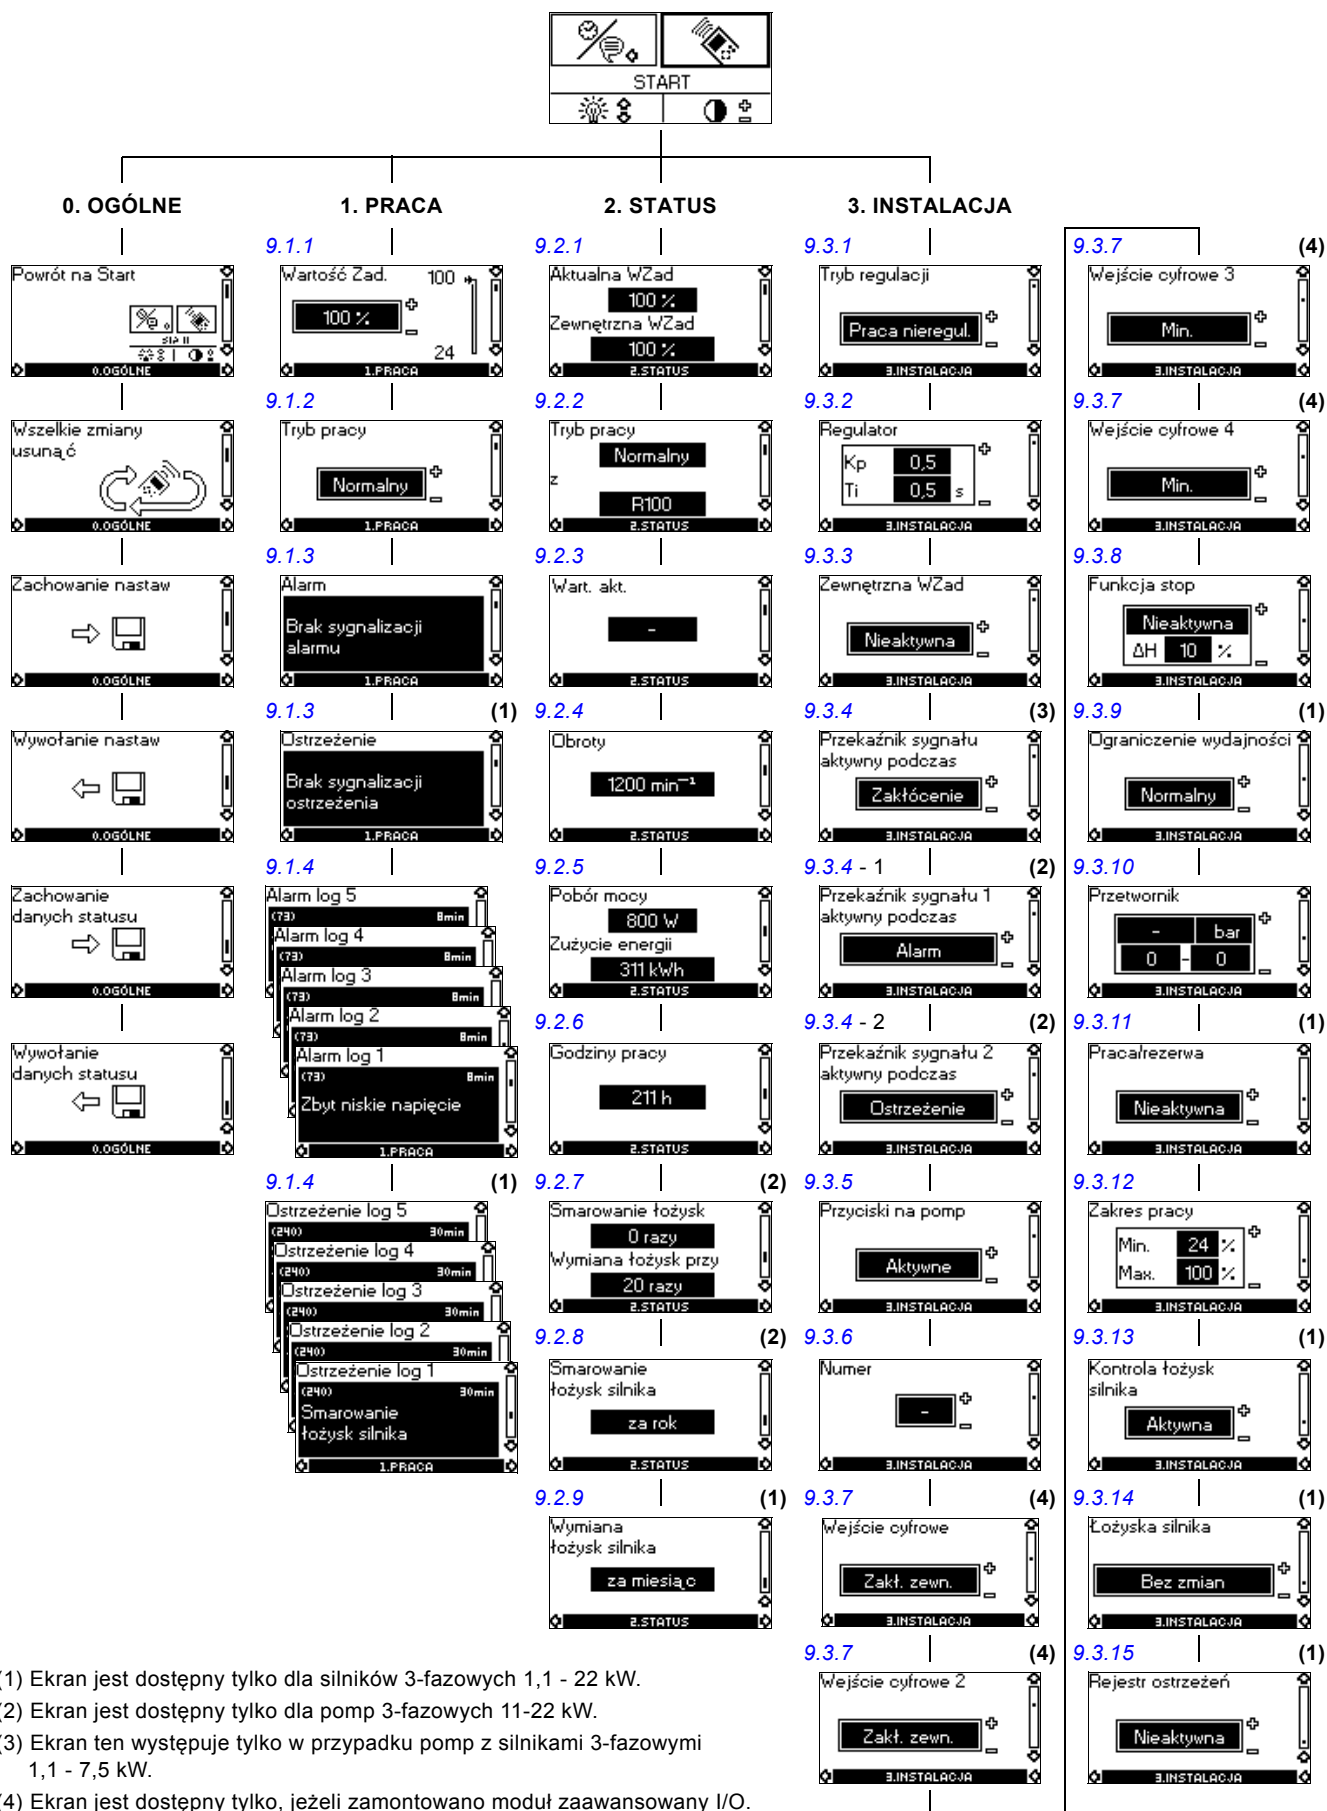 START
0. OGÓLNE
Powrót na Start
START
0.OGÓLNE
Wszelkie zmiany
usunąć
0.OGÓLNE
Zachowanie nastaw
0.OGÓLNE
Wywołanie nastaw
0.OGÓLNE
Zachowanie
danych statusu
0.OGÓLNE
Wywołanie
danych statusu
0.OGÓLNE
1. PRACA
9.1.1
Wartość Zad.
100
100 %
24
1.PRACA
9.1.2
Tryb pracy
Normalny
1.PRACA
9.1.3
Alarm
Brak sygnalizacji
alarmu
1.PRACA
9.1.3 (1)
Ostrzeżenie
Brak sygnalizacji
ostrzeżenia
1.PRACA
9.1.4
Alarm log 5
(73) 8min
Alarm log 4
(73) 8min
Alarm log 3
(73) 8min
Alarm log 2
(73) 8min
Alarm log 1
(73) 8min
Zbyt niskie napięcie
1.PRACA
9.1.4 (1)
Ostrzeżenie log 5
(240) 30min
Ostrzeżenie log 4
(240) 30min
Ostrzeżenie log 3
(240) 30min
Ostrzeżenie log 2
(240) 30min
Ostrzeżenie log 1
(240) 30min
Smarowanie
łożysk silnika
1.PRACA
2. STATUS
9.2.1
Aktualna WZad
100 %
Zewnętrzna WZad
100 %
2.STATUS
9.2.2
Tryb pracy
Normalny
z
R100
2.STATUS
9.2.3
Wart. akt.
-
2.STATUS
9.2.4
Obroty
1200 min⁻¹
2.STATUS
9.2.5
Pobór mocy
800 W
Zużycie energii
311 kWh
2.STATUS
9.2.6
Godziny pracy
211 h
2.STATUS
9.2.7 (2)
Smarowanie łożysk
0 razy
Wymiana łożysk przy
20 razy
2.STATUS
9.2.8 (2)
Smarowanie
łożysk silnika
za rok
2.STATUS
9.2.9 (1)
Wymiana
łożysk silnika
za miesiąc
2.STATUS
3. INSTALACJA
9.3.1
Tryb regulacji
Praca nieregul.
3.INSTALACJA
9.3.2
Regulator
Kp 0,5
Ti 0,5 s
3.INSTALACJA
9.3.3
Zewnętrzna WZad
Nieaktywna
3.INSTALACJA
9.3.4 (3)
Przekaźnik sygnału
aktywny podczas
Zakłócenie
3.INSTALACJA
9.3.4 - 1 (2)
Przekaźnik sygnału 1
aktywny podczas
Alarm
3.INSTALACJA
9.3.4 - 2 (2)
Przekaźnik sygnału 2
aktywny podczas
Ostrzeżenie
3.INSTALACJA
9.3.5
Przyciski na pomp
Aktywne
3.INSTALACJA
9.3.6
Numer
-
3.INSTALACJA
9.3.7 (4)
Wejście cyfrowe
Zakł. zewn.
3.INSTALACJA
9.3.7 (4)
Wejście cyfrowe 2
Zakł. zewn.
3.INSTALACJA
9.3.7 (4)
Wejście cyfrowe 3
Min.
3.INSTALACJA
9.3.7 (4)
Wejście cyfrowe 4
Min.
3.INSTALACJA
9.3.8
Funkcja stop
Nieaktywna
ΔH 10 %
3.INSTALACJA
9.3.9 (1)
Ograniczenie wydajności
Normalny
3.INSTALACJA
9.3.10
Przetwornik
- bar
0 - 0
3.INSTALACJA
9.3.11 (1)
Praca/rezerwa
Nieaktywna
3.INSTALACJA
9.3.12
Zakres pracy
Min. 24 %
Max. 100 %
3.INSTALACJA
9.3.13 (1)
Kontrola łożysk
silnika
Aktywna
3.INSTALACJA
9.3.14 (1)
Łożyska silnika
Bez zmian
3.INSTALACJA
9.3.15 (1)
Rejestr ostrzeżeń
Nieaktywna
3.INSTALACJA
(1) Ekran jest dostępny tylko dla silników 3-fazowych 1,1 - 22 kW.
(2) Ekran jest dostępny tylko dla pomp 3-fazowych 11-22 kW.
(3) Ekran ten występuje tylko w przypadku pomp z silnikami 3-fazowymi
1,1 - 7,5 kW.
(4) Ekran jest dostępny tylko, jeżeli zamontowano moduł zaawansowany I/O.